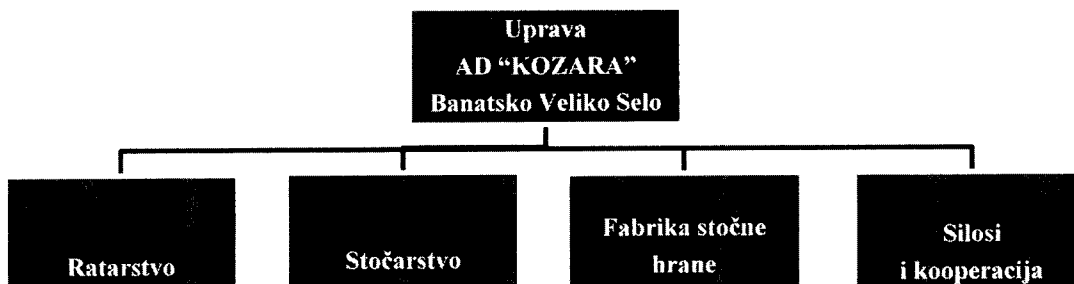 Uprava
AD “KOZARA”
Banatsko Veliko Selo
Ratarstvo
Stočarstvo
Fabrika stočne
hrane
Silosi
i kooperacija